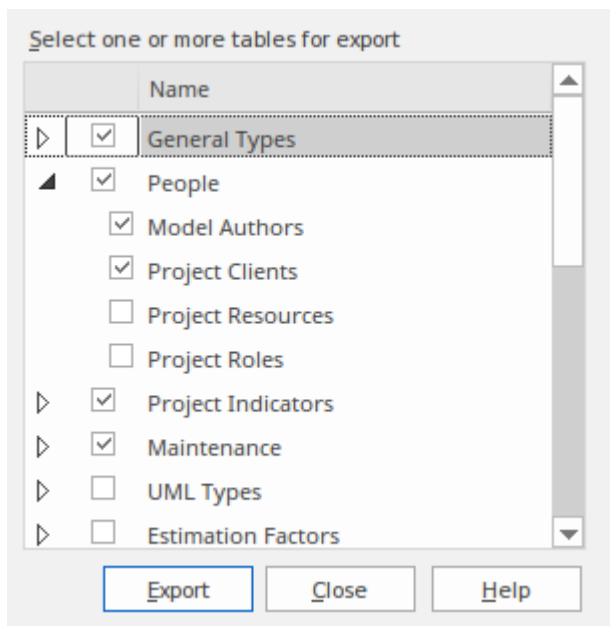 Select one or more tables for export
Name
General Types
People
Model Authors
Project Clients
Project Resources
Project Roles
Project Indicators
Maintenance
UML Types
Estimation Factors
Export Close Help